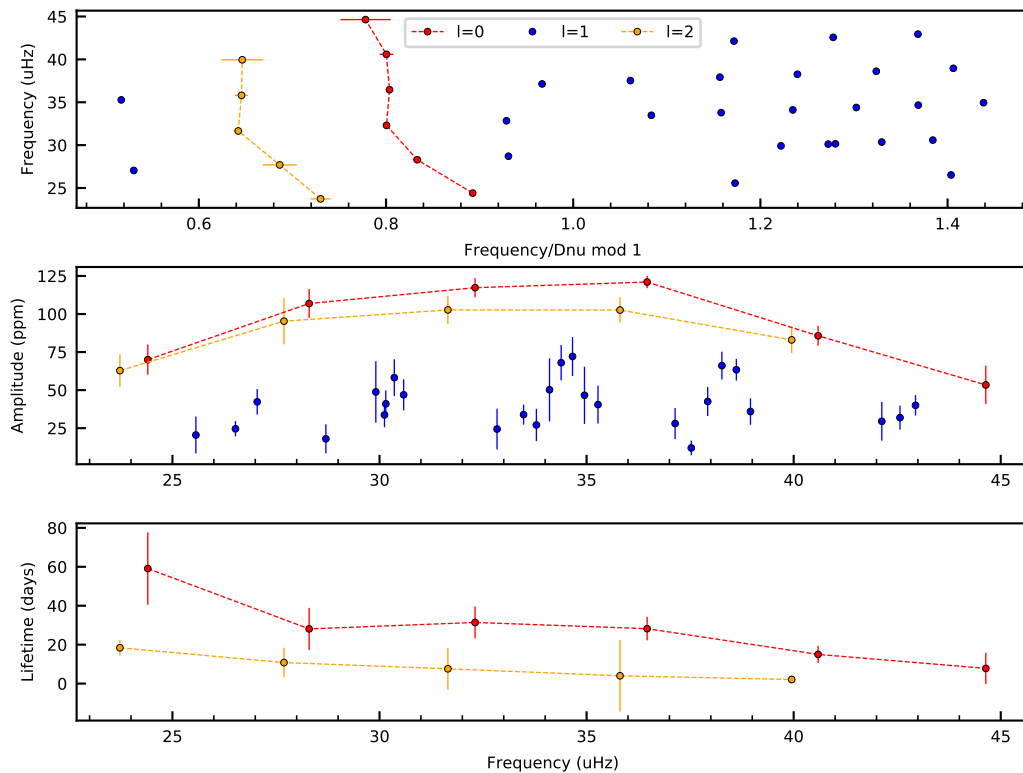 45
40
35
30
25
Frequency (uHz)
l=0 l=1 l=2
0.6 0.8 1.0 1.2 1.4
Frequency/Dnu mod 1
125
100
75
50
25
Amplitude (ppm)
25 30 35 40 45
80
60
40
20
0
Lifetime (days)
25 30 35 40 45
Frequency (uHz)